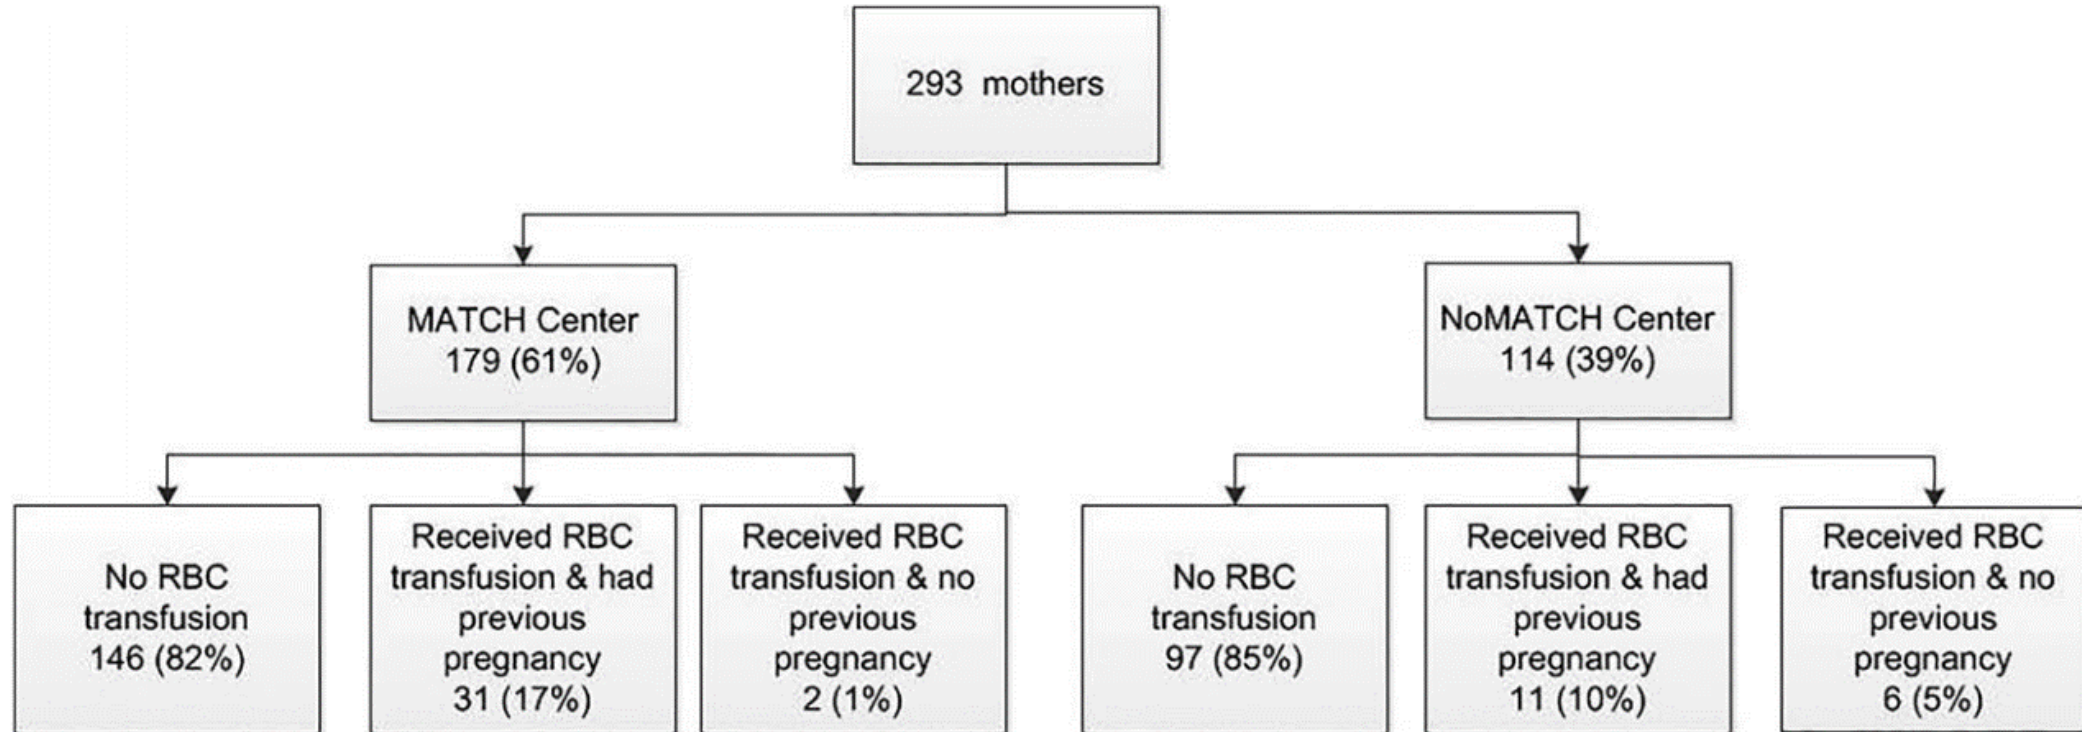 293 mothers
MATCH Center
179 (61%)
NoMATCH Center
114 (39%)
No RBC
transfusion
146 (82%)
Received RBC
transfusion & had
previous
pregnancy
31 (17%)
Received RBC
transfusion & no
previous
pregnancy
2 (1%)
No RBC
transfusion
97 (85%)
Received RBC
transfusion & had
previous
pregnancy
11 (10%)
Received RBC
transfusion & no
previous
pregnancy
6 (5%)